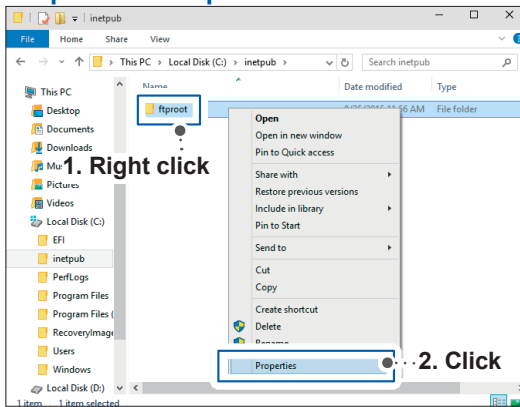 inetpub
File Home Share View
This PC > Local Disk (C:) > inetpub >
Search inetpub
Name Date modified Type
This PC
Desktop
Documents
Downloads
Pictures
Videos
Local Disk (C:)
EFI
inetpub
PerfLogs
Program Files
Program Files (
RecoveryImage
Users
Windows
Local Disk (D:)
ftproot
AM File folder
1. Right click
Open
Open in new window
Pin to Quick access
Share with
Restore previous versions
Include in library
Pin to Start
Send to
Cut
Copy
Create shortcut
Delete
Rename
Properties
2. Click
1 item 1 item selected